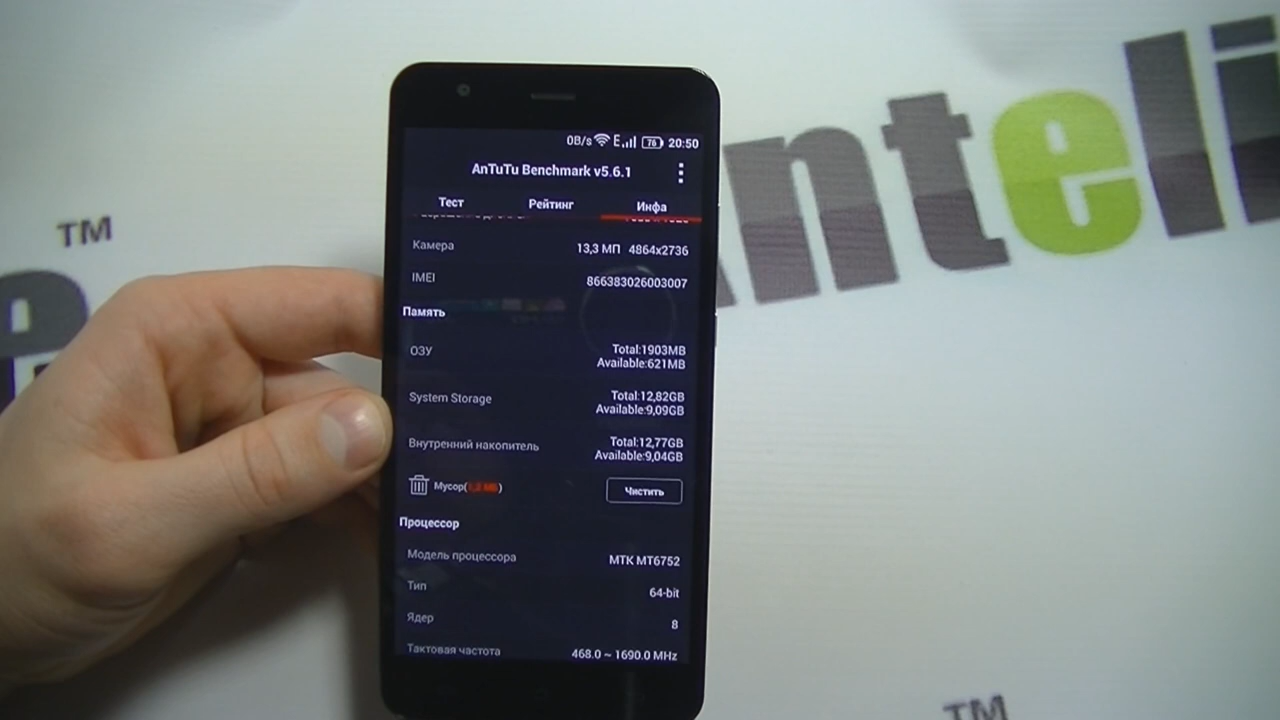 0B/s E 76 20:50
AnTuTu Benchmark v5.6.1
Тест Рейтинг Инфа
Камера 13,3 МП 4864x2736
IMEI 866383026003007
Память
ОЗУ Total:1903MB
Available:621MB
System Storage Total:12,82GB
Available:9,09GB
Внутренний накопитель Total:12,77GB
Available:9,04GB
Мусор( ) Чистить
Процессор
Модель процессора МТК MT6752
Тип 64-bit
Ядер 8
Тактовая частота 468.0 ~ 1690.0 MHz
TM
e
anteli
TM